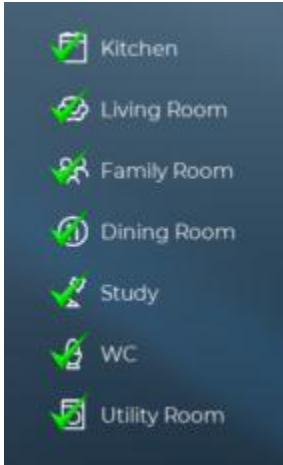 Kitchen
Living Room
Family Room
Dining Room
Study
WC
Utility Room